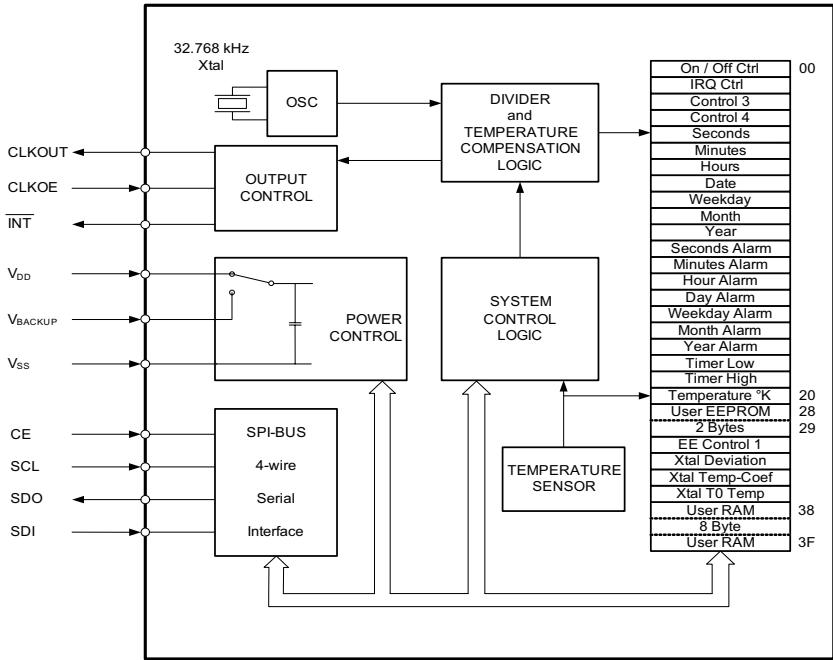 32.768 kHz
Xtal
OSC
DIVIDER
and
TEMPERATURE
COMPENSATION
LOGIC
CLKOUT
CLKOE
INT
OUTPUT
CONTROL
VDD
VBACKUP
VSS
POWER
CONTROL
SYSTEM
CONTROL
LOGIC
CE
SCL
SDO
SDI
SPI-BUS
4-wire
Serial
Interface
TEMPERATURE
SENSOR
On / Off Ctrl 00
IRQ Ctrl
Control 3
Control 4
Seconds
Minutes
Hours
Date
Weekday
Month
Year
Seconds Alarm
Minutes Alarm
Hour Alarm
Day Alarm
Weekday Alarm
Month Alarm
Year Alarm
Timer Low
Timer High
Temperature °K 20
User EEPROM 28
2 Bytes 29
EE Control 1
Xtal Deviation
Xtal Temp-Coef
Xtal T0 Temp
User RAM 38
8 Byte
User RAM 3F